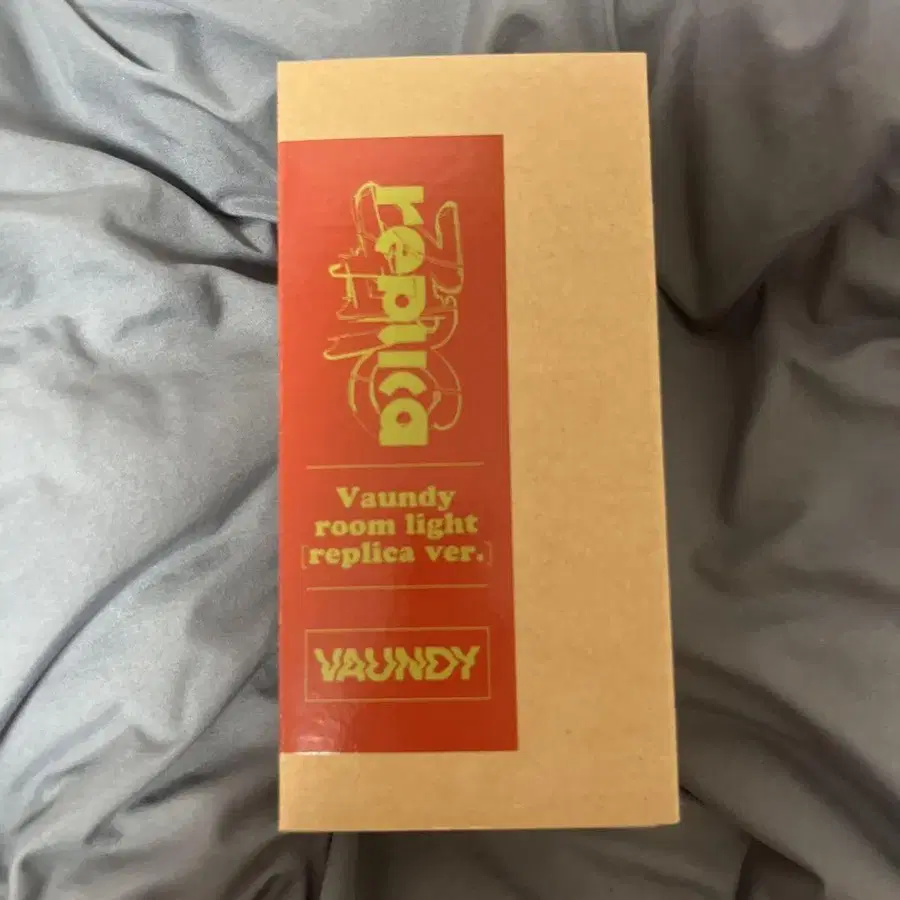 replica
Vaundy
room light
[replica ver.]
VAUNDY